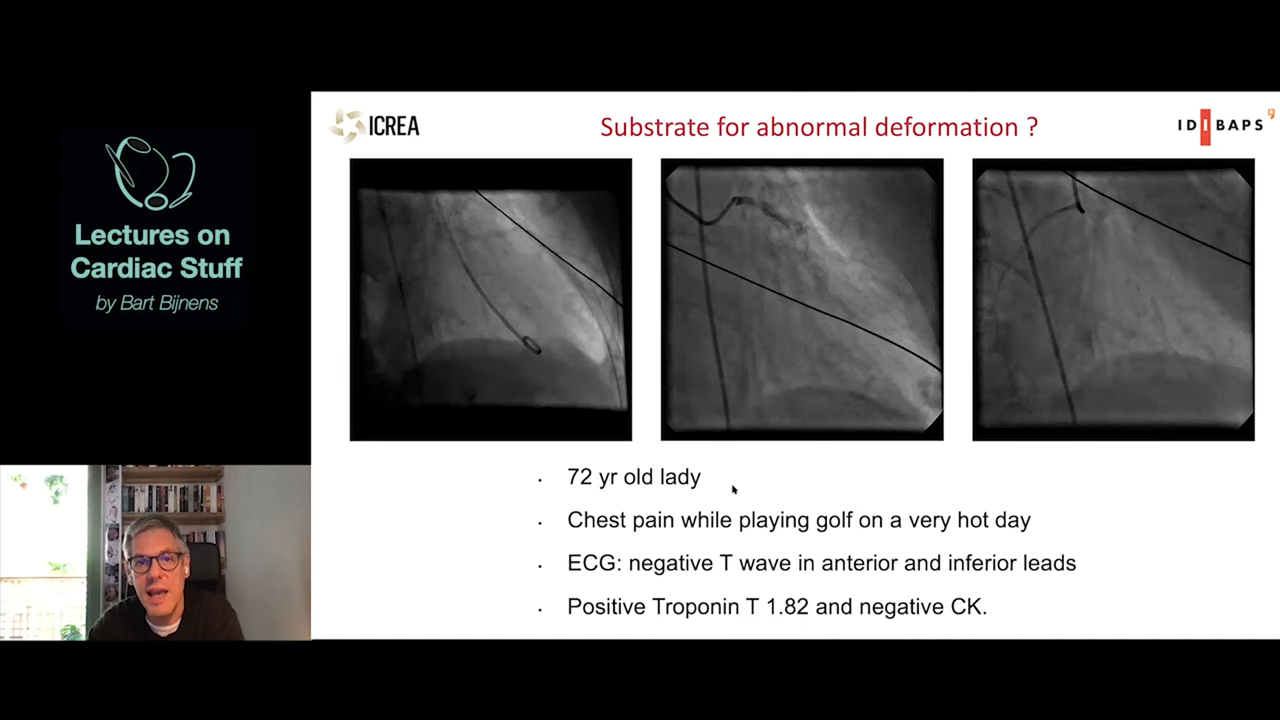 Lectures on
Cardiac Stuff
by Bart Bijnens
ICREA
Substrate for abnormal deformation ?
IDIBAPS
72 yr old lady
Chest pain while playing golf on a very hot day
ECG: negative T wave in anterior and inferior leads
Positive Troponin T 1.82 and negative CK.